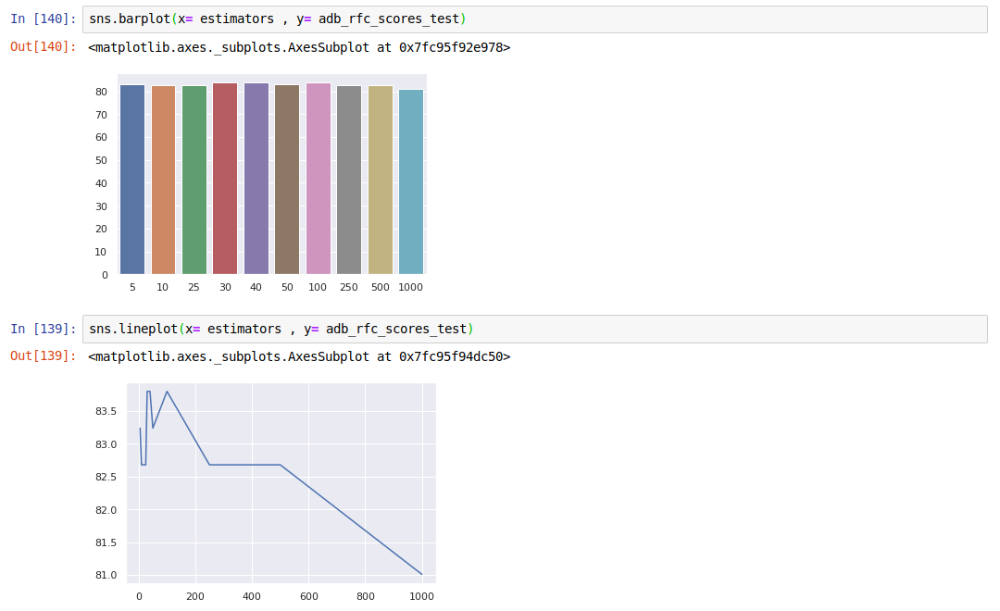 In [140]: sns.barplot(x= estimators , y= adb_rfc_scores_test)
Out[140]: <matplotlib.axes._subplots.AxesSubplot at 0x7fc95f92e978>
80
70
60
50
40
30
20
10
0
5 10 25 30 40 50 100 250 500 1000
In [139]: sns.lineplot(x= estimators , y= adb_rfc_scores_test)
Out[139]: <matplotlib.axes._subplots.AxesSubplot at 0x7fc95f94dc50>
83.5
83.0
82.5
82.0
81.5
81.0
0 200 400 600 800 1000